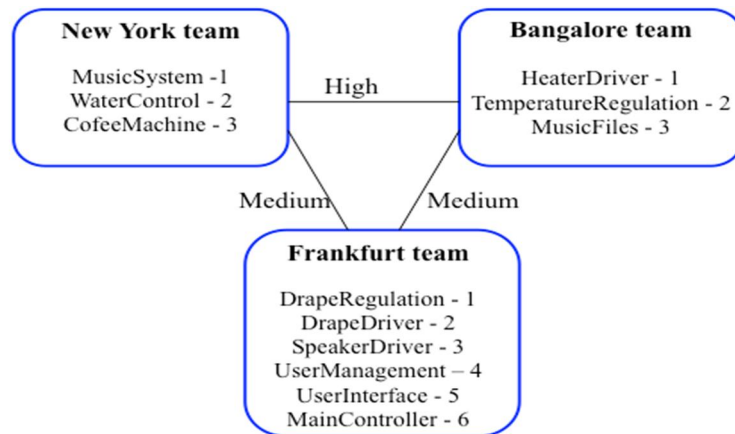 New York team
MusicSystem -1
WaterControl - 2
CofeeMachine - 3
High
Bangalore team
HeaterDriver - 1
TemperatureRegulation - 2
MusicFiles - 3
Medium
Medium
Frankfurt team
DrapeRegulation - 1
DrapeDriver - 2
SpeakerDriver - 3
UserManagement – 4
UserInterface - 5
MainController - 6